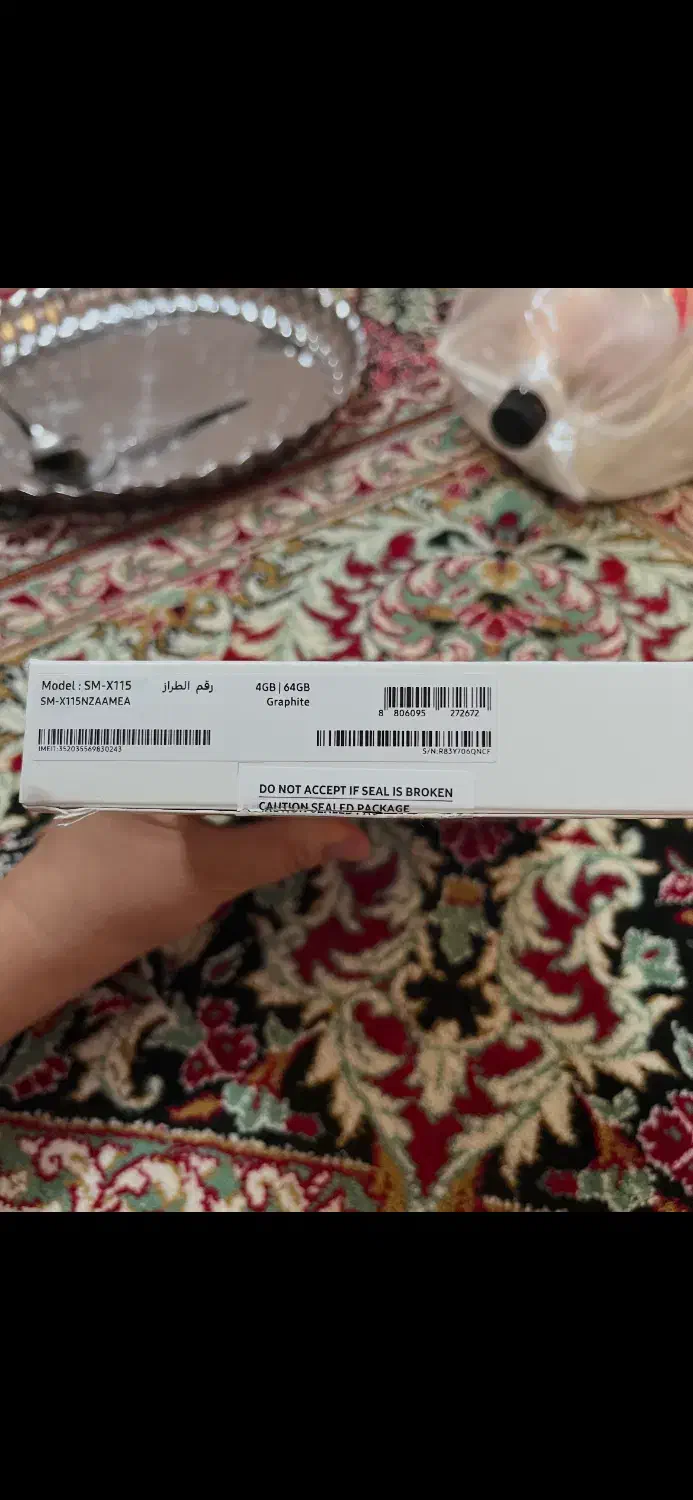 Model : SM-X115 رقم الطراز
SM-X115NZAAMEA
4GB | 64GB
Graphite
8 806095 272672
IMEI1:352035569830243
S/N:R83Y706QNCF
DO NOT ACCEPT IF SEAL IS BROKEN
CAUTION SEALED PACKAGE